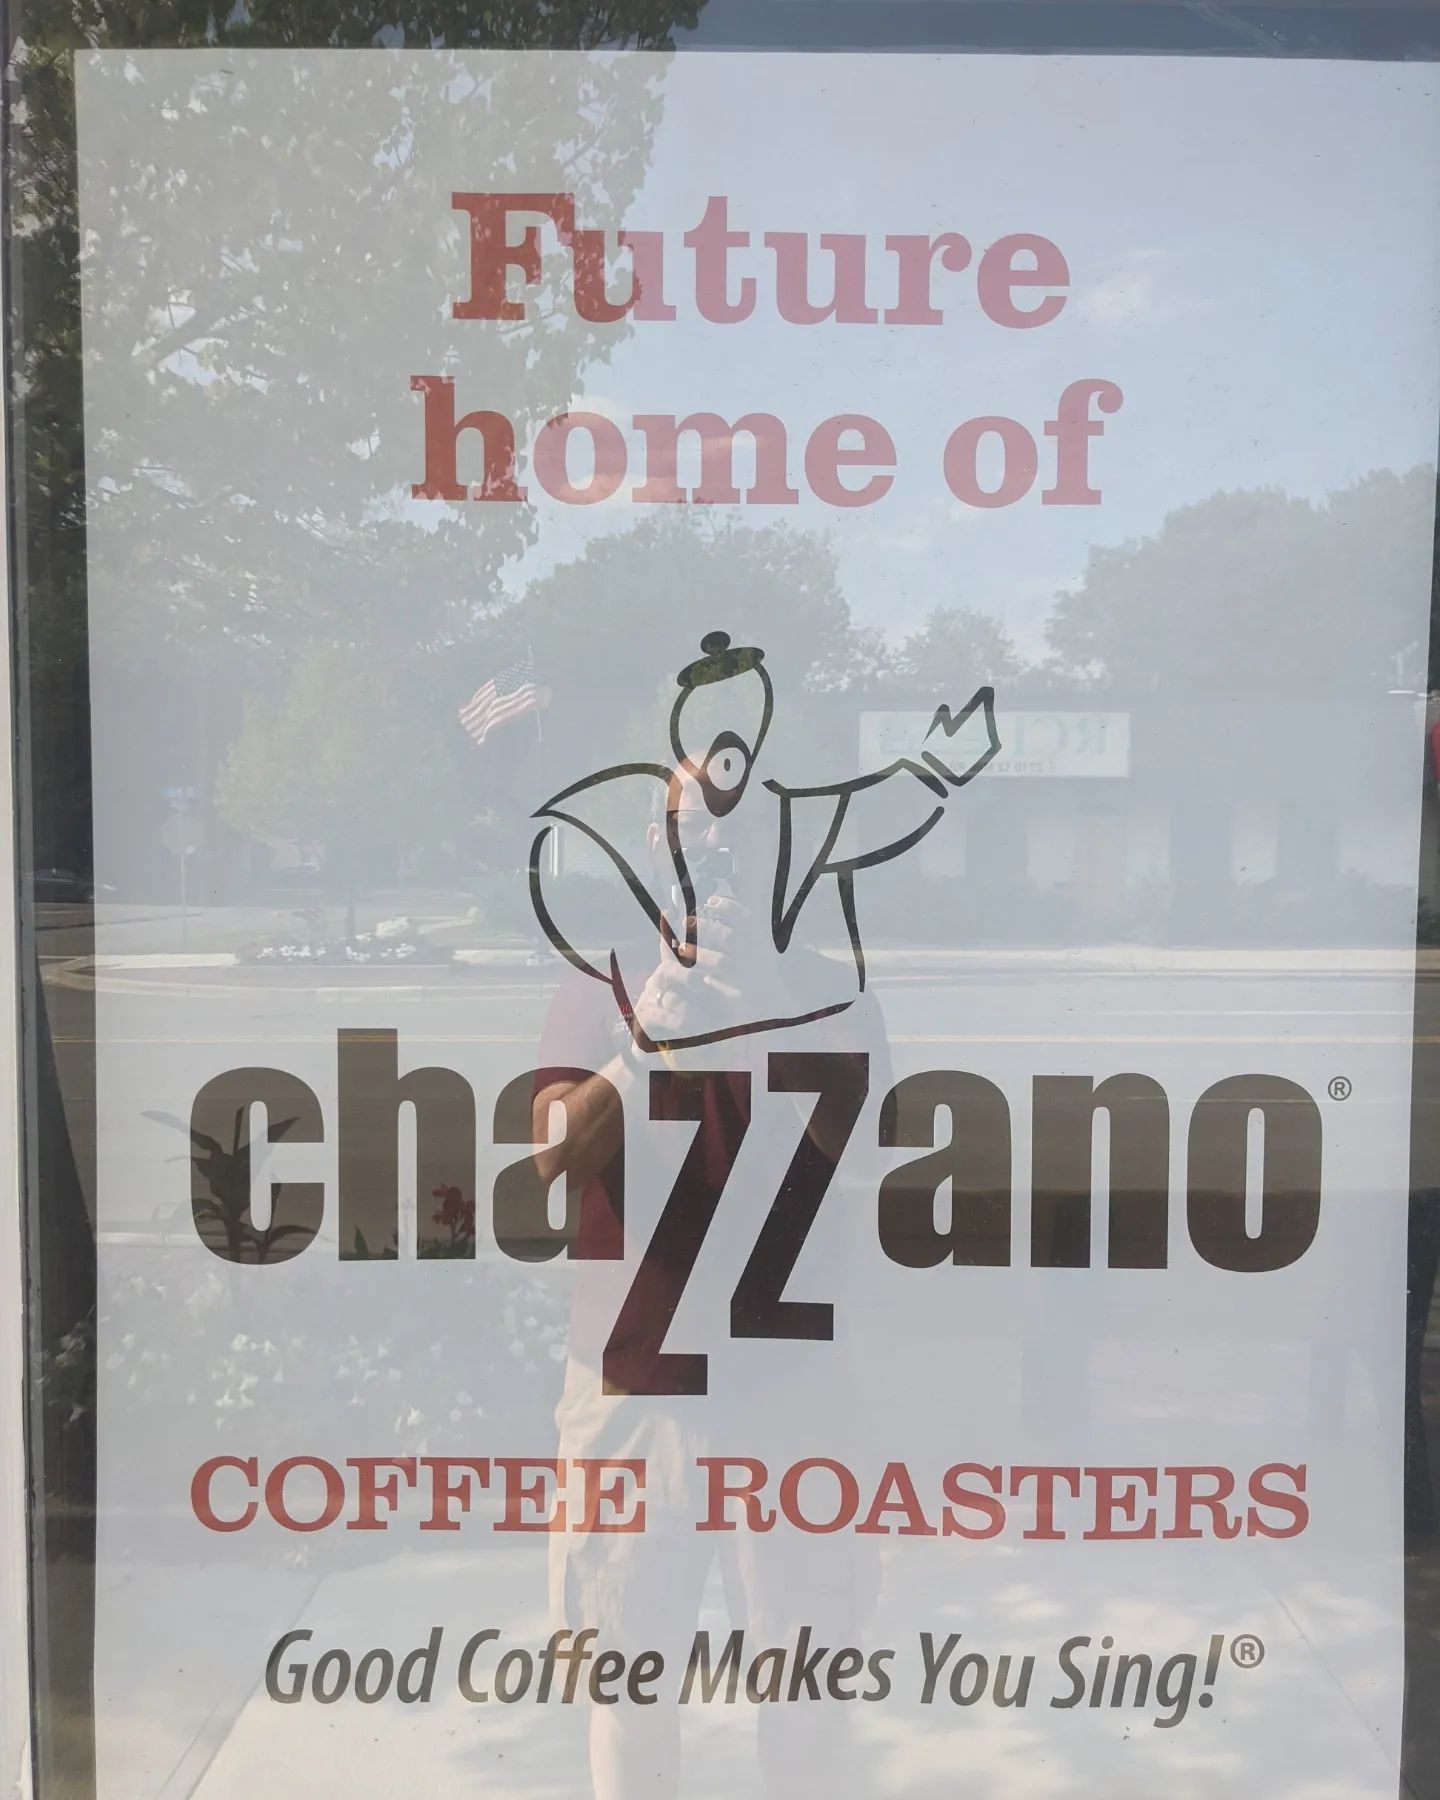 Future
home of
chazzano®
COFFEE ROASTERS
Good Coffee Makes You Sing!®